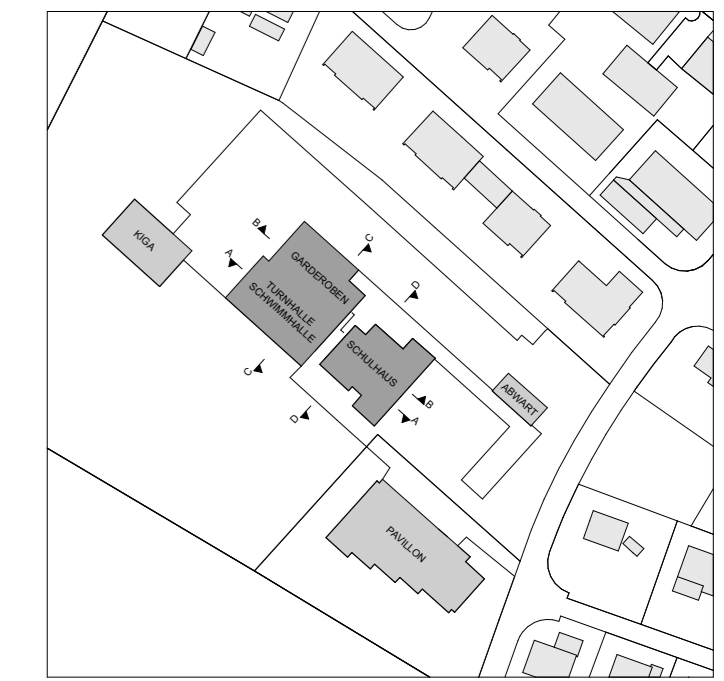 B
C
KIGA
A
GARDEROBEN
D
TURNHALLE
SCHWIMMHALLE
SCHULHAUS
C
ABWART
B
D
A
PAVILLON